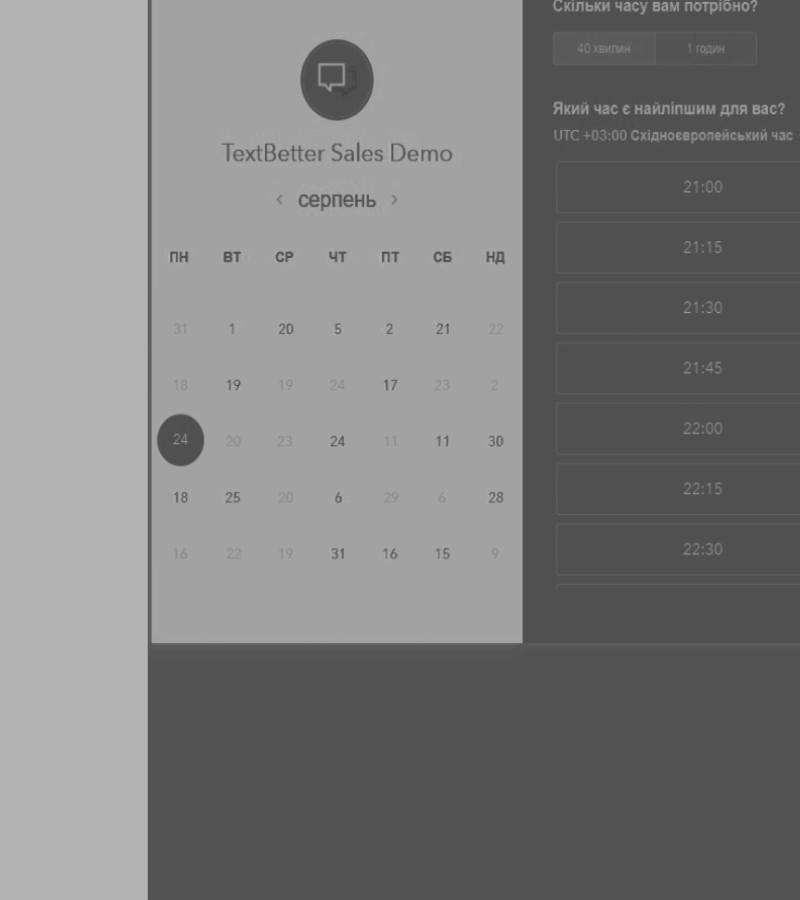 TextBetter Sales Demo
< серпень >
ПН ВТ СР ЧТ ПТ СБ НД
31 1 20 5 2 21 22
18 19 19 24 17 23 2
24 20 23 24 11 11 30
18 25 20 6 29 6 28
16 22 19 31 16 15 9
Скільки часу вам потрібно?
40 хвилин 1 годин
Який час є найліпшим для вас?
UTC +03:00 Східноєвропейський час
21:00
21:15
21:30
21:45
22:00
22:15
22:30